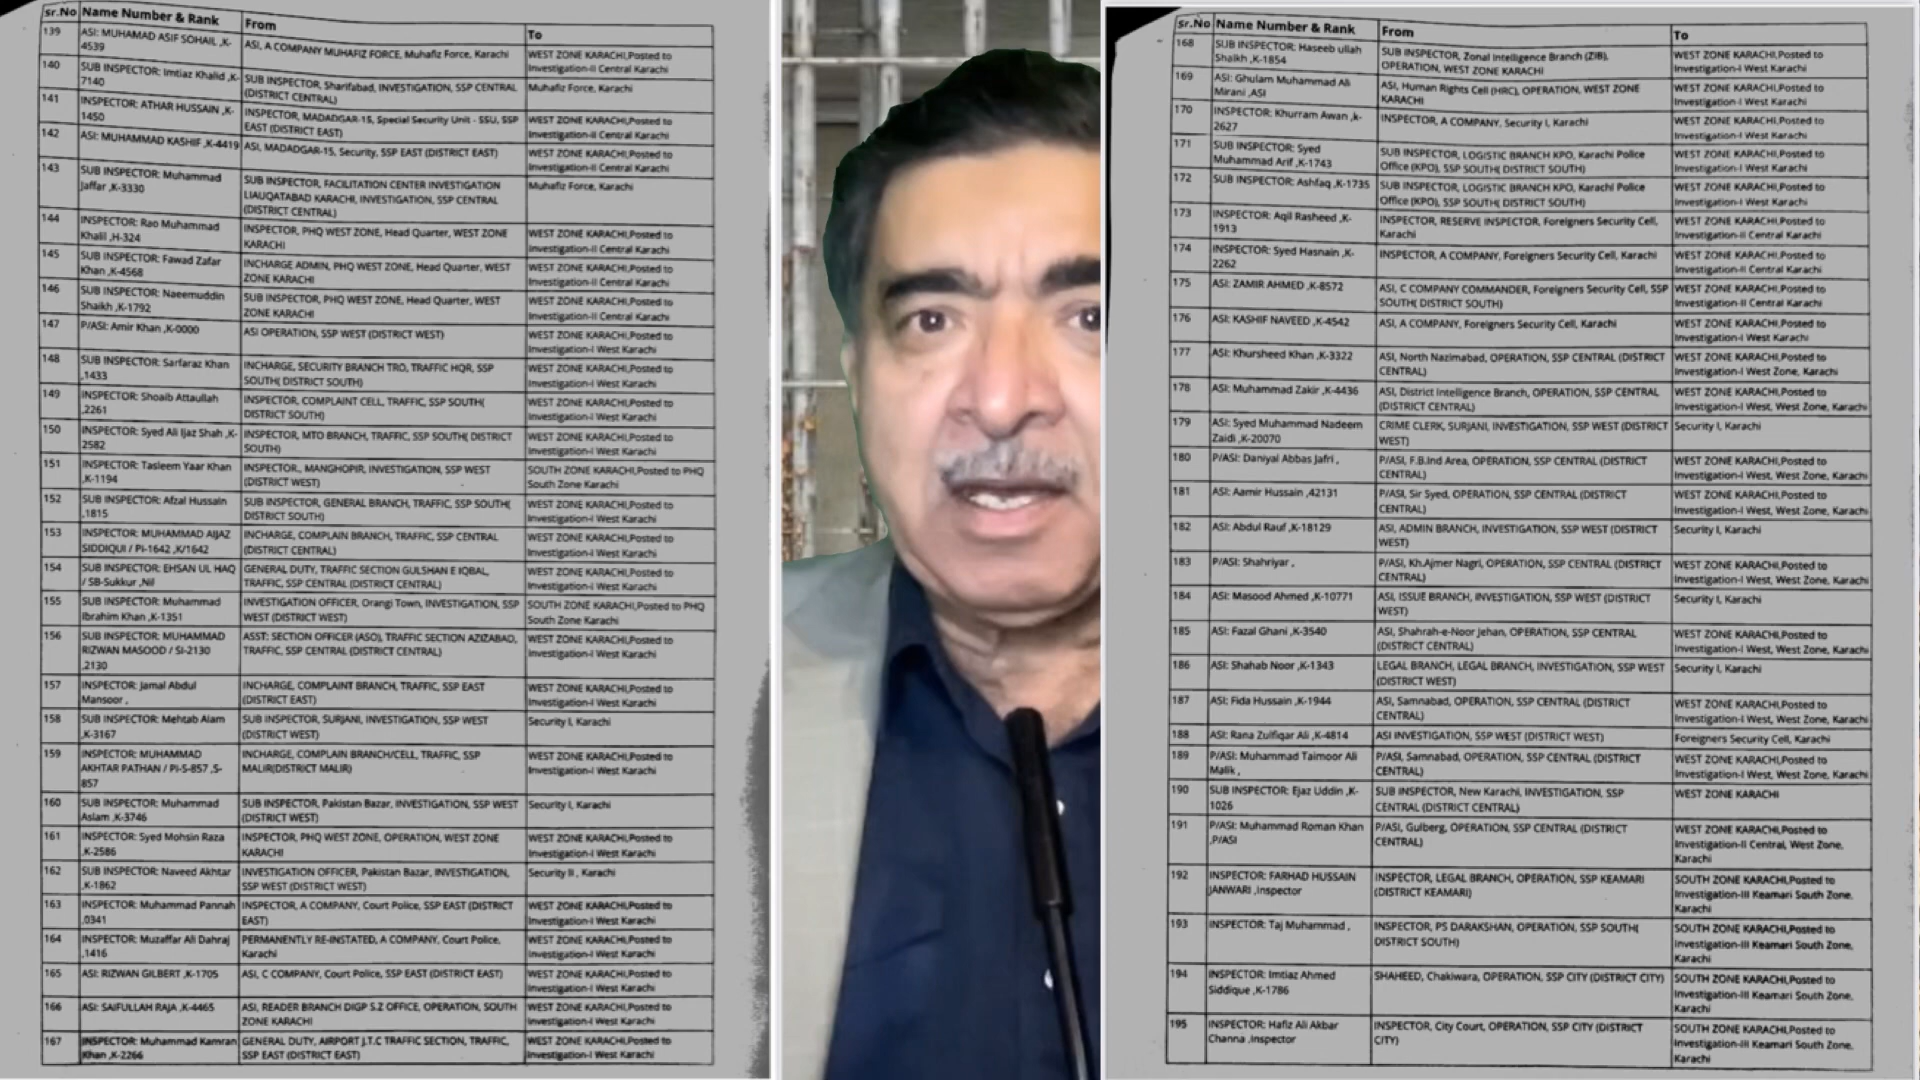 Sr.No Name Number & Rank From To
139 ASI: MUHAMAD ASIF SOHAIL ,K-4539 ASI, A COMPANY MUHAFIZ FORCE, Muhafiz Force, Karachi WEST ZONE KARACHI,Posted to Investigation-II Central Karachi
140 SUB INSPECTOR: Imtiaz Khalid ,K-7140 SUB INSPECTOR, Sharifabad, INVESTIGATION, SSP CENTRAL (DISTRICT CENTRAL) Muhafiz Force, Karachi
141 INSPECTOR: ATHAR HUSSAIN ,K-1450 INSPECTOR, MADADGAR-15, Special Security Unit - SSU, SSP EAST (DISTRICT EAST) WEST ZONE KARACHI,Posted to Investigation-II Central Karachi
142 ASI: MUHAMMAD KASHIF ,K-4419 ASI, MADADGAR-15, Security, SSP EAST (DISTRICT EAST) WEST ZONE KARACHI,Posted to Investigation-II Central Karachi
143 SUB INSPECTOR: Muhammad Jaffar ,K-3330 SUB INSPECTOR, FACILITATION CENTER INVESTIGATION LIAUQATABAD KARACHI, INVESTIGATION, SSP CENTRAL (DISTRICT CENTRAL) Muhafiz Force, Karachi
144 INSPECTOR: Rao Muhammad Khalil ,H-324 INSPECTOR, PHQ WEST ZONE, Head Quarter, WEST ZONE KARACHI WEST ZONE KARACHI,Posted to Investigation-II Central Karachi
145 SUB INSPECTOR: Fawad Zafar Khan ,K-4568 INCHARGE ADMIN, PHQ WEST ZONE, Head Quarter, WEST ZONE KARACHI WEST ZONE KARACHI,Posted to Investigation-II Central Karachi
146 SUB INSPECTOR: Naeemuddin Shaikh ,K-1792 SUB INSPECTOR, PHQ WEST ZONE, Head Quarter, WEST ZONE KARACHI WEST ZONE KARACHI,Posted to Investigation-II Central Karachi
147 P/ASI: Amir Khan ,K-0000 ASI OPERATION, SSP WEST (DISTRICT WEST) WEST ZONE KARACHI,Posted to Investigation-I West Karachi
148 SUB INSPECTOR: Sarfaraz Khan ,1433 INCHARGE, SECURITY BRANCH TRO, TRAFFIC HQR, SSP SOUTH( DISTRICT SOUTH) WEST ZONE KARACHI,Posted to Investigation-I West Karachi
149 INSPECTOR: Shoaib Attaullah ,2261 INSPECTOR, COMPLAINT CELL, TRAFFIC, SSP SOUTH( DISTRICT SOUTH) WEST ZONE KARACHI,Posted to Investigation-I West Karachi
150 INSPECTOR: Syed Ali Ijaz Shah ,K-2582 INSPECTOR, MTO BRANCH, TRAFFIC, SSP SOUTH( DISTRICT SOUTH) WEST ZONE KARACHI,Posted to Investigation-I West Karachi
151 INSPECTOR: Tasleem Yaar Khan ,K-1194 INSPECTOR,, MANGHOPIR, INVESTIGATION, SSP WEST (DISTRICT WEST) SOUTH ZONE KARACHI,Posted to PHQ South Zone Karachi
152 SUB INSPECTOR: Afzal Hussain ,1815 SUB INSPECTOR, GENERAL BRANCH, TRAFFIC, SSP SOUTH( DISTRICT SOUTH) WEST ZONE KARACHI,Posted to Investigation-I West Karachi
153 INSPECTOR: MUHAMMAD AIJAZ SIDDIQUI / PI-1642 ,K/1642 INCHARGE, COMPLAIN BRANCH, TRAFFIC, SSP CENTRAL (DISTRICT CENTRAL) WEST ZONE KARACHI,Posted to Investigation-I West Karachi
154 SUB INSPECTOR: EHSAN UL HAQ / SB-Sukkur ,Nil GENERAL DUTY, TRAFFIC SECTION GULSHAN E IQBAL, TRAFFIC, SSP CENTRAL (DISTRICT CENTRAL) WEST ZONE KARACHI,Posted to Investigation-I West Karachi
155 SUB INSPECTOR: Muhammad Ibrahim Khan ,K-1351 INVESTIGATION OFFICER, Orangi Town, INVESTIGATION, SSP WEST (DISTRICT WEST) SOUTH ZONE KARACHI,Posted to PHQ South Zone Karachi
156 SUB INSPECTOR: MUHAMMAD RIZWAN MASOOD / SI-2130 ,2130 ASST: SECTION OFFICER (ASO), TRAFFIC SECTION AZIZABAD, TRAFFIC, SSP CENTRAL (DISTRICT CENTRAL) WEST ZONE KARACHI,Posted to Investigation-I West Karachi
157 INSPECTOR: Jamal Abdul Mansoor , INCHARGE, COMPLAINT BRANCH, TRAFFIC, SSP EAST (DISTRICT EAST) WEST ZONE KARACHI,Posted to Investigation-I West Karachi
158 SUB INSPECTOR: Mehtab Alam ,K-3167 SUB INSPECTOR, SURJANI, INVESTIGATION, SSP WEST (DISTRICT WEST) Security I, Karachi
159 INSPECTOR: MUHAMMAD AKHTAR PATHAN / PI-S-857 ,S-857 INCHARGE, COMPLAIN BRANCH/CELL, TRAFFIC, SSP MALIR(DISTRICT MALIR) WEST ZONE KARACHI,Posted to Investigation-I West Karachi
160 SUB INSPECTOR: Muhammad Aslam ,K-3746 SUB INSPECTOR, Pakistan Bazar, INVESTIGATION, SSP WEST (DISTRICT WEST) Security I, Karachi
161 INSPECTOR: Syed Mohsin Raza ,K-2586 INSPECTOR, PHQ WEST ZONE, OPERATION, WEST ZONE KARACHI WEST ZONE KARACHI,Posted to Investigation-I West Karachi
162 SUB INSPECTOR: Naveed Akhtar ,K-1862 INVESTIGATION OFFICER, Pakistan Bazar, INVESTIGATION, SSP WEST (DISTRICT WEST) Security II , Karachi
163 INSPECTOR: Muhammad Pannah ,0341 INSPECTOR, A COMPANY, Court Police, SSP EAST (DISTRICT EAST) WEST ZONE KARACHI,Posted to Investigation-I West Karachi
164 INSPECTOR: Muzaffar Ali Dahraj ,1416 PERMANENTLY RE-INSTATED, A COMPANY, Court Police, Karachi WEST ZONE KARACHI,Posted to Investigation-I West Karachi
165 ASI: RIZWAN GILBERT ,K-1705 ASI, C COMPANY, Court Police, SSP EAST (DISTRICT EAST) WEST ZONE KARACHI,Posted to Investigation-I West Karachi
166 ASI: SAIFULLAH RAJA ,K-4465 ASI, READER BRANCH DIGP S.Z OFFICE, OPERATION, SOUTH ZONE KARACHI WEST ZONE KARACHI,Posted to Investigation-I West Karachi
167 INSPECTOR: Muhammad Kamran Khan ,K-2266 GENERAL DUTY, AIRPORT J.T.C TRAFFIC SECTION, TRAFFIC, SSP EAST (DISTRICT EAST) WEST ZONE KARACHI,Posted to Investigation-I West Karachi
Sr.No Name Number & Rank From To
168 SUB INSPECTOR: Haseeb ullah Shaikh ,K-1854 SUB INSPECTOR, Zonal Intelligence Branch (ZIB), OPERATION, WEST ZONE KARACHI WEST ZONE KARACHI,Posted to Investigation-I West Karachi
169 ASI: Ghulam Muhammad Ali Mirani ,ASI ASI, Human Rights Cell (HRC), OPERATION, WEST ZONE KARACHI WEST ZONE KARACHI,Posted to Investigation-I West Karachi
170 INSPECTOR: Khurram Awan ,k-2627 INSPECTOR, A COMPANY, Security I, Karachi WEST ZONE KARACHI,Posted to Investigation-I West Karachi
171 SUB INSPECTOR: Syed Muhammad Arif ,K-1743 SUB INSPECTOR, LOGISTIC BRANCH KPO, Karachi Police Office (KPO), SSP SOUTH( DISTRICT SOUTH) WEST ZONE KARACHI,Posted to Investigation-I West Karachi
172 SUB INSPECTOR: Ashfaq ,K-1735 SUB INSPECTOR, LOGISTIC BRANCH KPO, Karachi Police Office (KPO), SSP SOUTH( DISTRICT SOUTH) WEST ZONE KARACHI,Posted to Investigation-I West Karachi
173 INSPECTOR: Aqil Rasheed ,K-1913 INSPECTOR, RESERVE INSPECTOR, Foreigners Security Cell, Karachi WEST ZONE KARACHI,Posted to Investigation-II Central Karachi
174 INSPECTOR: Syed Hasnain ,K-2262 INSPECTOR, A COMPANY, Foreigners Security Cell, Karachi WEST ZONE KARACHI,Posted to Investigation-II Central Karachi
175 ASI: ZAMIR AHMED ,K-8572 ASI, C COMPANY COMMANDER, Foreigners Security Cell, SSP SOUTH( DISTRICT SOUTH) WEST ZONE KARACHI,Posted to Investigation-II Central Karachi
176 ASI: KASHIF NAVEED ,K-4542 ASI, A COMPANY, Foreigners Security Cell, Karachi WEST ZONE KARACHI,Posted to Investigation-I West Karachi
177 ASI: Khursheed Khan ,K-3322 ASI, North Nazimabad, OPERATION, SSP CENTRAL (DISTRICT CENTRAL) WEST ZONE KARACHI,Posted to Investigation-I West Zone, Karachi
178 ASI: Muhammad Zakir ,K-4436 ASI, District Intelligence Branch, OPERATION, SSP CENTRAL (DISTRICT CENTRAL) WEST ZONE KARACHI,Posted to Investigation-I West, West Zone, Karachi
179 ASI: Syed Muhammad Nadeem Zaidi ,K-20070 CRIME CLERK, SURJANI, INVESTIGATION, SSP WEST (DISTRICT WEST) Security I, Karachi
180 P/ASI: Daniyal Abbas Jafri , P/ASI, F.B.Ind Area, OPERATION, SSP CENTRAL (DISTRICT CENTRAL) WEST ZONE KARACHI,Posted to Investigation-I West, West Zone, Karachi
181 ASI: Aamir Hussain ,42131 P/ASI, Sir Syed, OPERATION, SSP CENTRAL (DISTRICT CENTRAL) WEST ZONE KARACHI,Posted to Investigation-I West, West Zone, Karachi
182 ASI: Abdul Rauf ,K-18129 ASI, ADMIN BRANCH, INVESTIGATION, SSP WEST (DISTRICT WEST) Security I, Karachi
183 P/ASI: Shahriyar , P/ASI, Kh.Ajmer Nagri, OPERATION, SSP CENTRAL (DISTRICT CENTRAL) WEST ZONE KARACHI,Posted to Investigation-I West, West Zone, Karachi
184 ASI: Masood Ahmed ,K-10771 ASI, ISSUE BRANCH, INVESTIGATION, SSP WEST (DISTRICT WEST) Security I, Karachi
185 ASI: Fazal Ghani ,K-3540 ASI, Shahrah-e-Noor Jehan, OPERATION, SSP CENTRAL (DISTRICT CENTRAL) WEST ZONE KARACHI,Posted to Investigation-I West, West Zone, Karachi
186 ASI: Shahab Noor ,K-1343 LEGAL BRANCH, LEGAL BRANCH, INVESTIGATION, SSP WEST (DISTRICT WEST) Security I, Karachi
187 ASI: Fida Hussain ,K-1944 ASI, Samnabad, OPERATION, SSP CENTRAL (DISTRICT CENTRAL) WEST ZONE KARACHI,Posted to Investigation-I West, West Zone, Karachi
188 ASI: Rana Zulfiqar Ali ,K-4814 ASI INVESTIGATION, SSP WEST (DISTRICT WEST) Foreigners Security Cell, Karachi
189 P/ASI: Muhammad Taimoor Ali Malik , P/ASI, Samnabad, OPERATION, SSP CENTRAL (DISTRICT CENTRAL) WEST ZONE KARACHI,Posted to Investigation-I West, West Zone, Karachi
190 SUB INSPECTOR: Ejaz Uddin ,K-1026 SUB INSPECTOR, New Karachi, INVESTIGATION, SSP CENTRAL (DISTRICT CENTRAL) WEST ZONE KARACHI
191 P/ASI: Muhammad Roman Khan ,P/ASI P/ASI, Gulberg, OPERATION, SSP CENTRAL (DISTRICT CENTRAL) WEST ZONE KARACHI,Posted to Investigation-II Central, West Zone, Karachi
192 INSPECTOR: FARHAD HUSSAIN JANWARI ,Inspector INSPECTOR, LEGAL BRANCH, OPERATION, SSP KEAMARI (DISTRICT KEAMARI) SOUTH ZONE KARACHI,Posted to Investigation-III Keamari South Zone, Karachi
193 INSPECTOR: Taj Muhammad , INSPECTOR, PS DARAKSHAN, OPERATION, SSP SOUTH( DISTRICT SOUTH) SOUTH ZONE KARACHI,Posted to Investigation-III Keamari South Zone, Karachi
194 INSPECTOR: Imtiaz Ahmed Siddique ,K-1786 SHAHEED, Chakiwara, OPERATION, SSP CITY (DISTRICT CITY) SOUTH ZONE KARACHI,Posted to Investigation-III Keamari South Zone, Karachi
195 INSPECTOR: Hafiz Ali Akbar Channa ,Inspector INSPECTOR, City Court, OPERATION, SSP CITY (DISTRICT CITY) SOUTH ZONE KARACHI,Posted to Investigation-III Keamari South Zone, Karachi